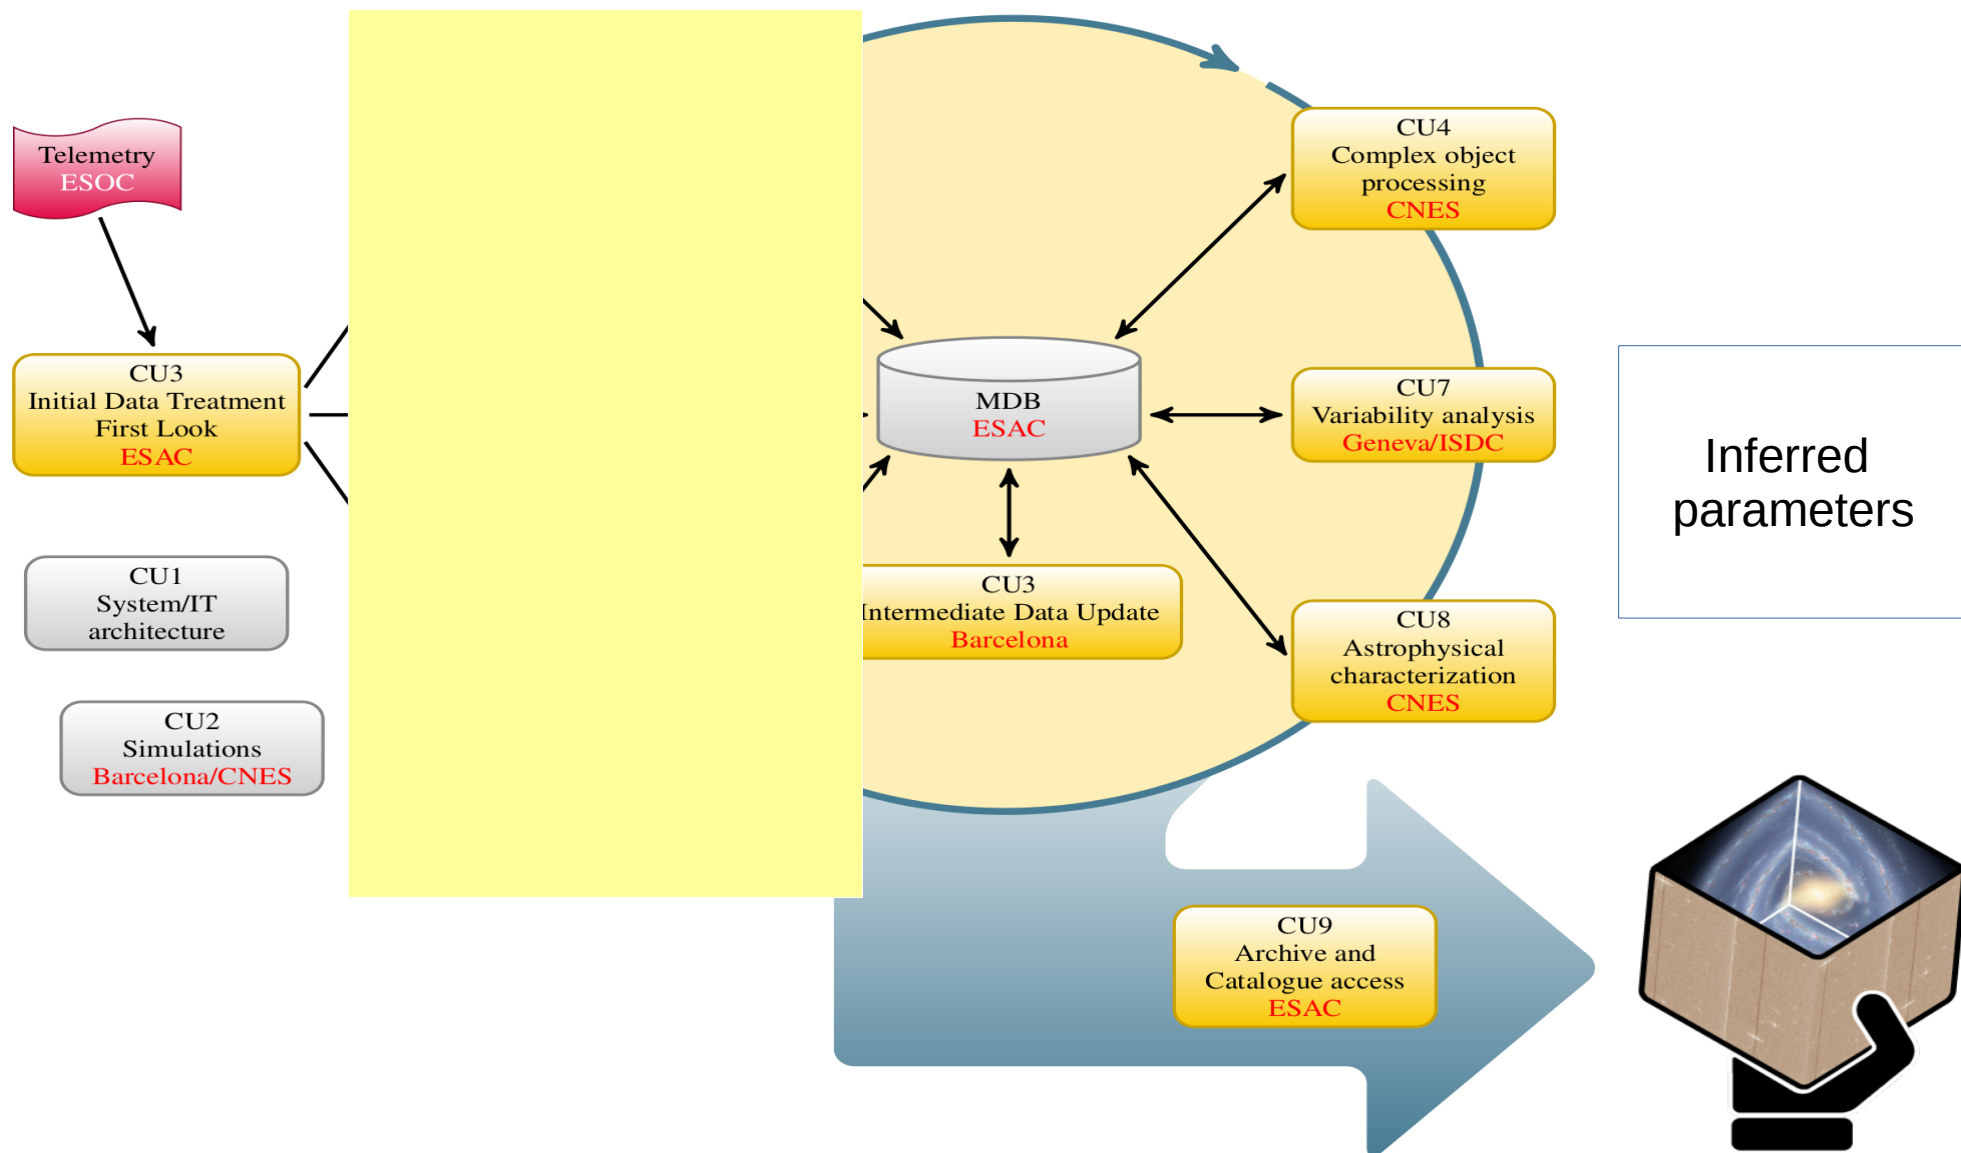 Telemetry
ESOC
CU3
Initial Data Treatment
First Look
ESAC
CU1
System/IT
architecture
CU2
Simulations
Barcelona/CNES
MDB
ESAC
CU3
Intermediate Data Update
Barcelona
CU4
Complex object
processing
CNES
CU7
Variability analysis
Geneva/ISDC
CU8
Astrophysical
characterization
CNES
CU9
Archive and
Catalogue access
ESAC
Inferred
parameters